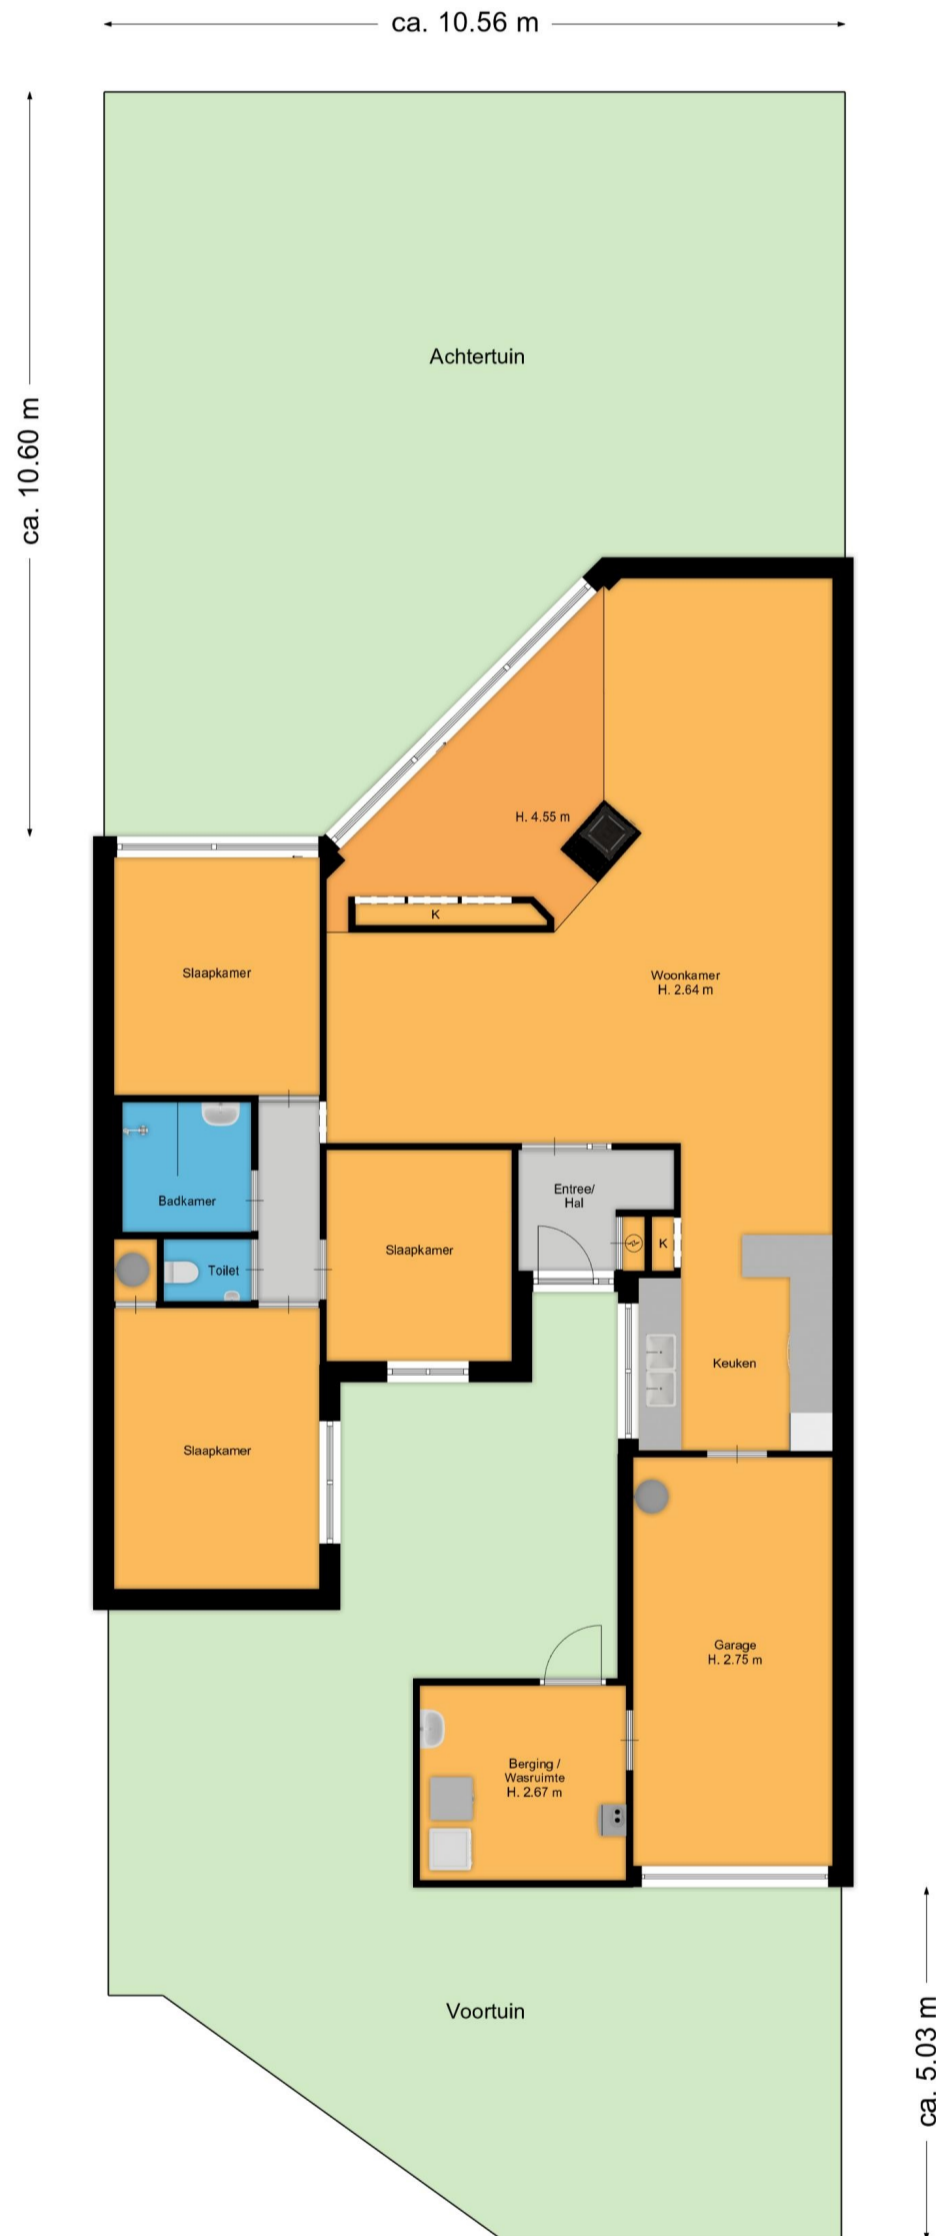 ca. 10.56 m
ca. 10.60 m
Achtertuin
H. 4.55 m
K
Slaapkamer
Woonkamer
H. 2.64 m
Badkamer
Entree/
Hal
Slaapkamer
K
Toilet
Keuken
Slaapkamer
Garage
H. 2.75 m
Berging /
Wasruimte
H. 2.67 m
Voortuin
ca. 5.03 m